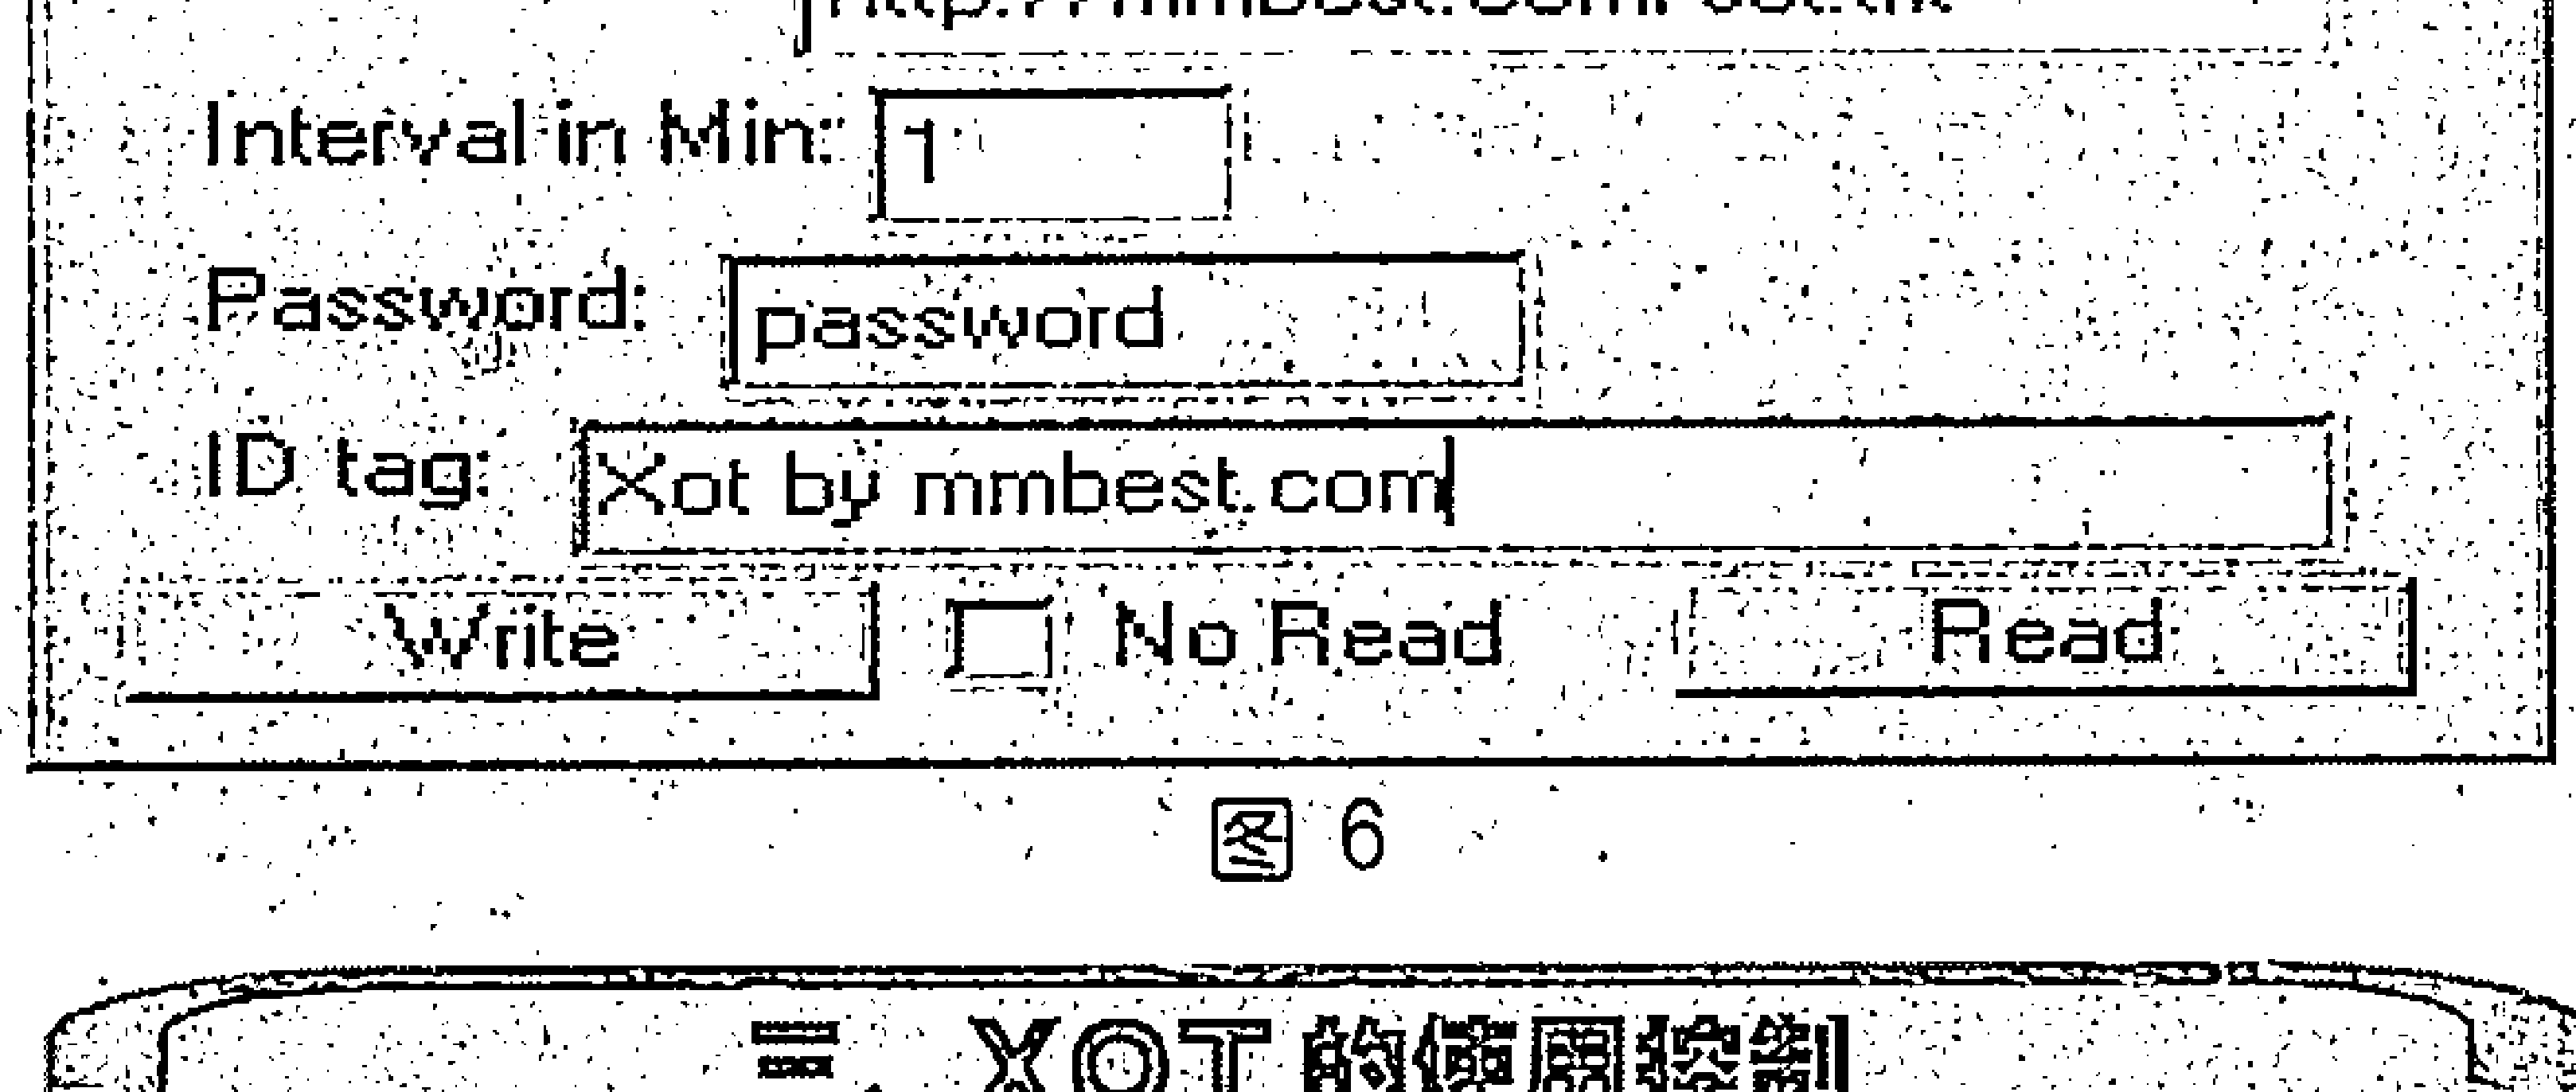 Interval in Min: 1
Password: password
ID tag: Xot by mmbest.com
Write No Read Read
图 6
XOT 的使用控制